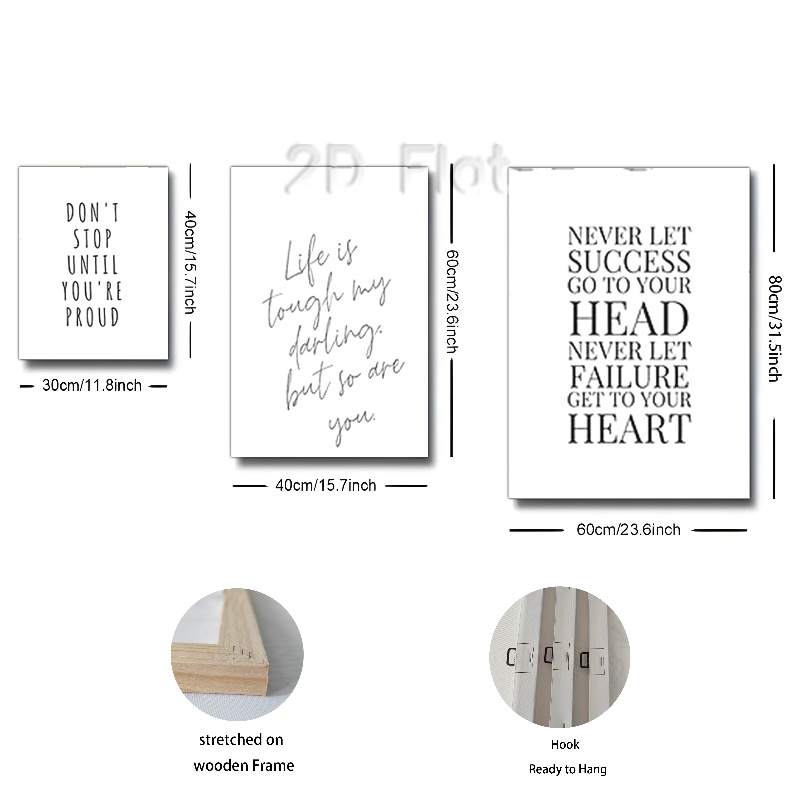 2D Flat
DON'T
STOP
UNTIL
YOU'RE
PROUD
40cm/15.7inch
30cm/11.8inch
Life is
tough my
darling.
but so are
you.
60cm/23.6inch
40cm/15.7inch
NEVER LET
SUCCESS
GO TO YOUR
HEAD
NEVER LET
FAILURE
GET TO YOUR
HEART
80cm/31.5inch
60cm/23.6inch
stretched on
wooden Frame
Hook
Ready to Hang